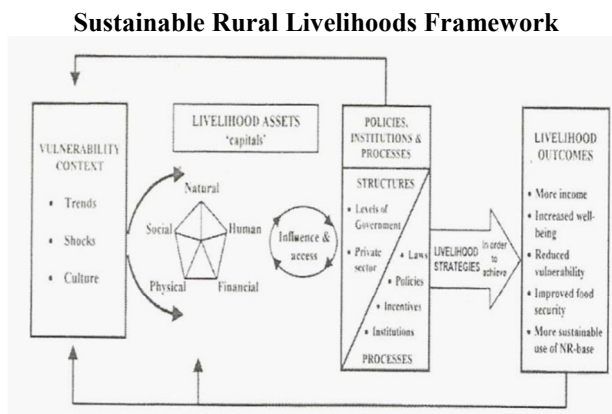 Sustainable Rural Livelihoods Framework
VULNERABILITY
CONTEXT
• Trends
• Shocks
• Culture
LIVELIHOOD ASSETS
'capitals'
Natural
Social
Human
Physical
Financial
Influence &
access
POLICIES,
INSTITUTIONS &
PROCESSES
STRUCTURES
• Levels of
Government
• Private
sector
• Laws
• Policies
• Incentives
• Institutions
PROCESSES
LIVELIHOOD
STRATEGIES
In order
to
achieve
LIVELIHOOD
OUTCOMES
• More income
• Increased well-
being
• Reduced
vulnerability
• Improved food
security
• More sustainable
use of NR-base